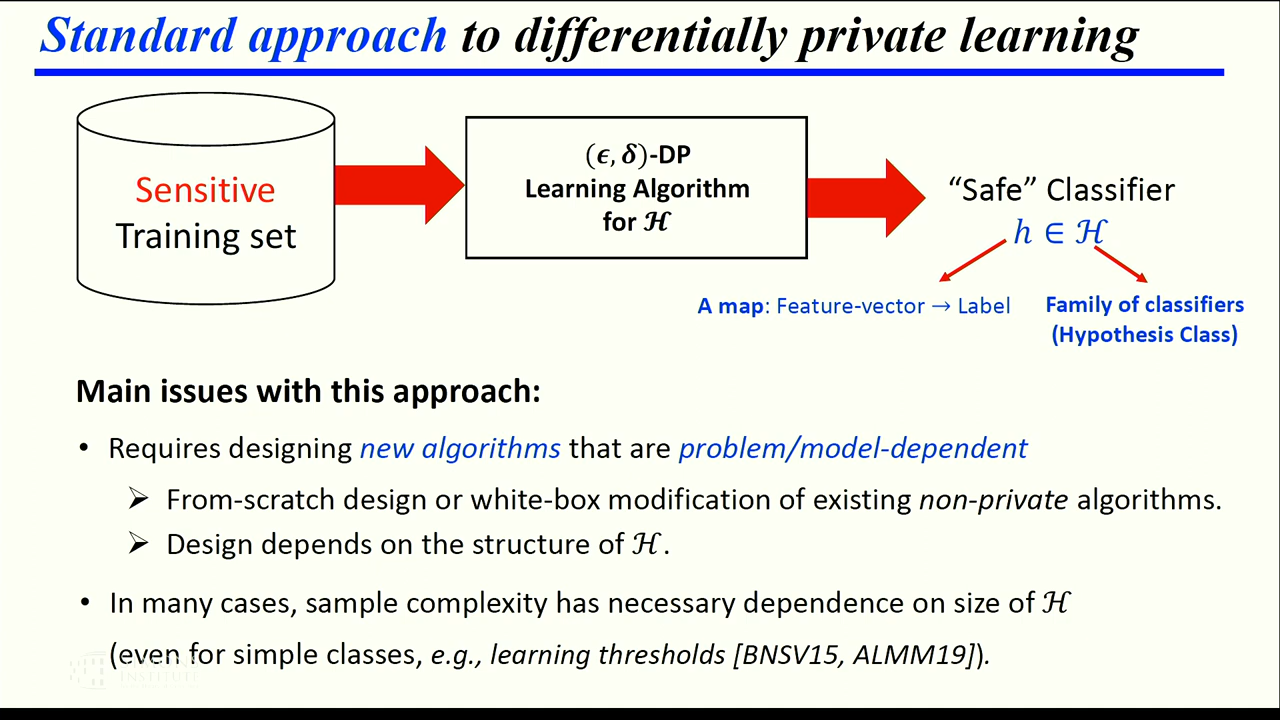 Standard approach to differentially private learning
Sensitive
Training set
(ϵ, δ)-DP
Learning Algorithm
for ℋ
“Safe” Classifier
h ∈ ℋ
A map: Feature-vector → Label
Family of classifiers
(Hypothesis Class)
Main issues with this approach:
• Requires designing new algorithms that are problem/model-dependent
➢ From-scratch design or white-box modification of existing non-private algorithms.
➢ Design depends on the structure of ℋ.
• In many cases, sample complexity has necessary dependence on size of ℋ
(even for simple classes, e.g., learning thresholds [BNSV15, ALMM19]).
INSTITUTE